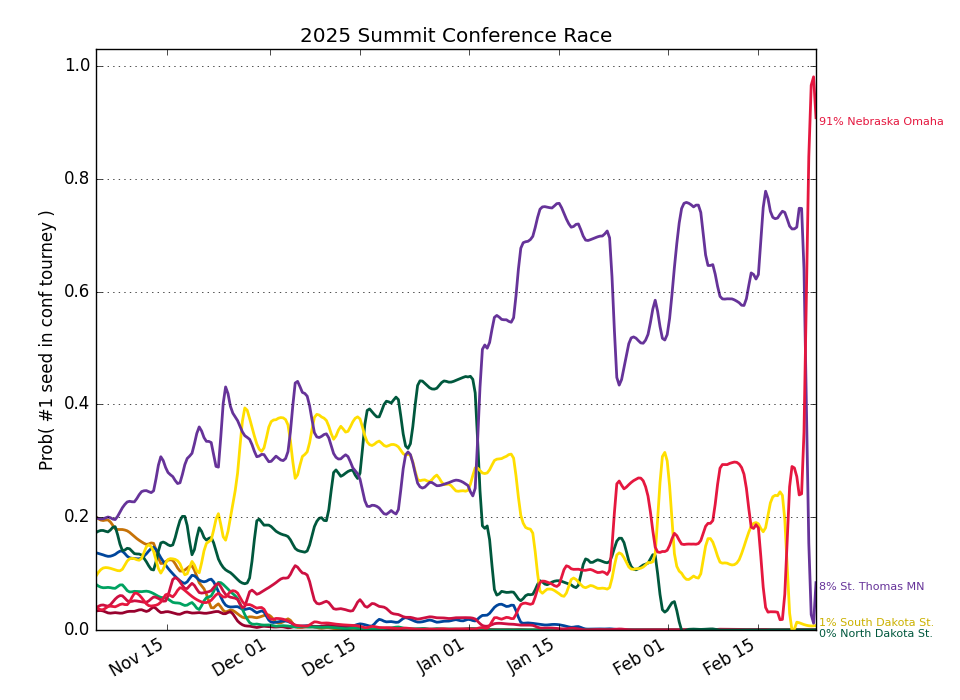 2025 Summit Conference Race
Prob( #1 seed in conf tourney )
1.0
0.8
0.6
0.4
0.2
0.0
91% Nebraska Omaha
8% St. Thomas MN
1% South Dakota St.
0% North Dakota St.
Nov 15
Dec 01
Dec 15
Jan 01
Jan 15
Feb 01
Feb 15